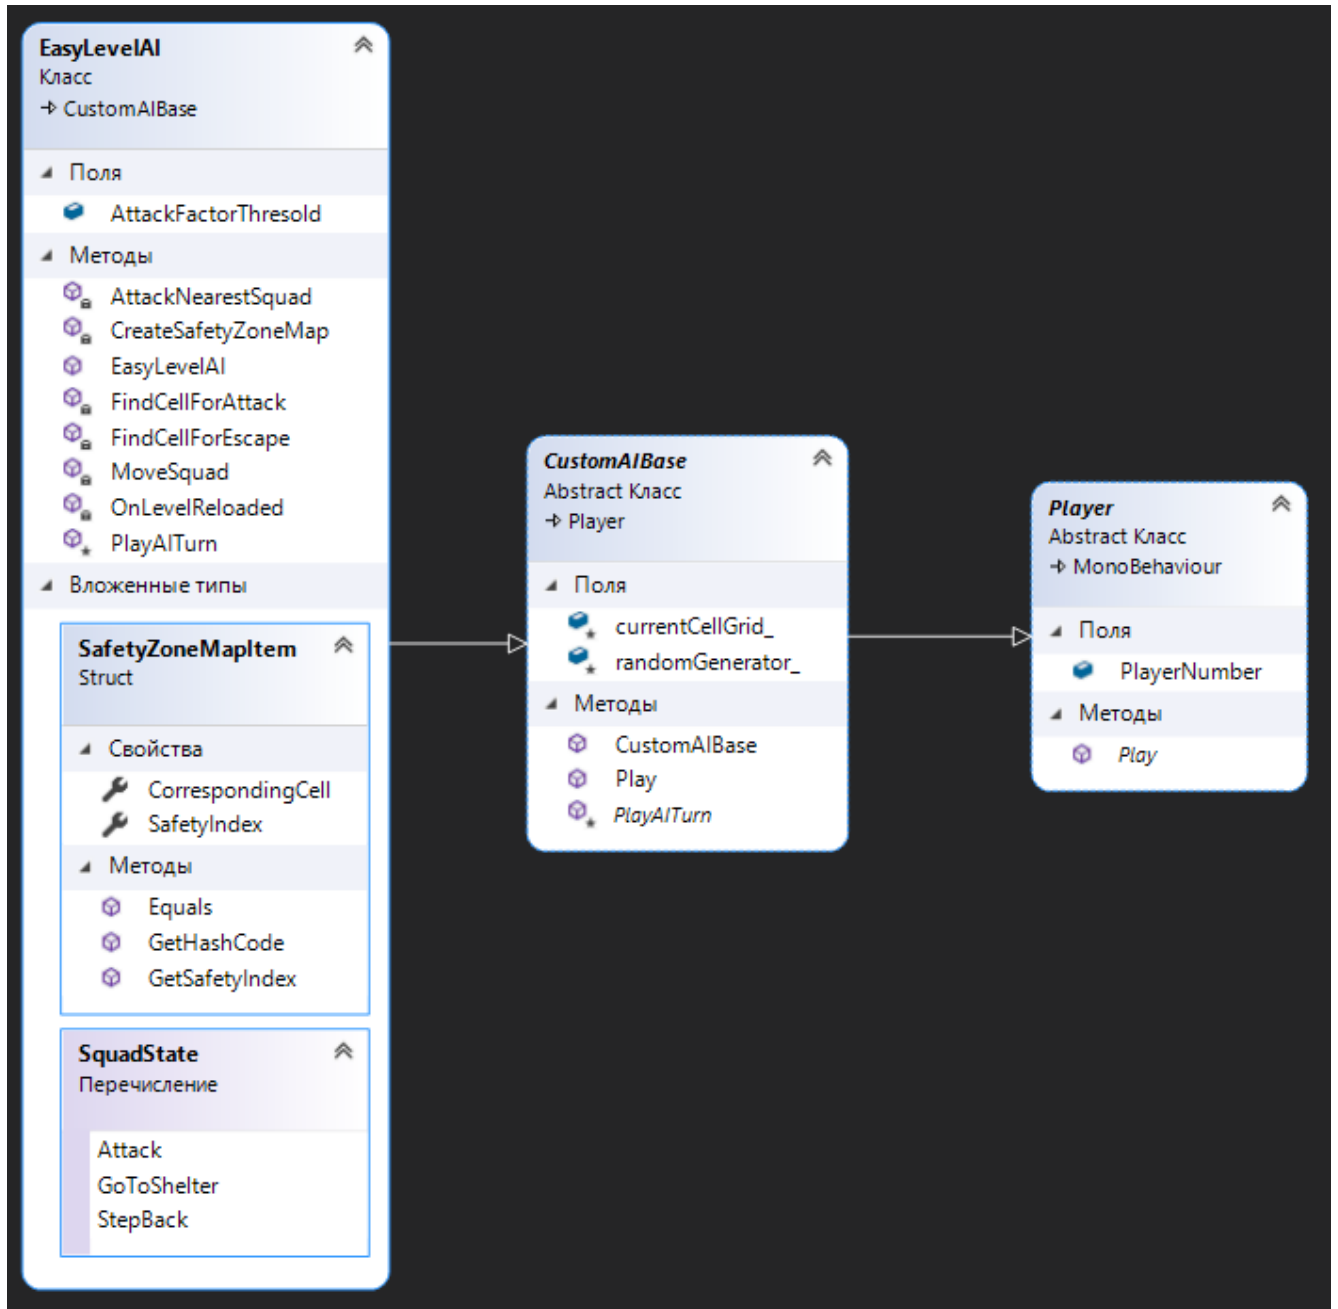 EasyLevelAI
Класс
CustomAIBase
Поля
AttackFactorThresold
Методы
AttackNearestSquad
CreateSafetyZoneMap
EasyLevelAI
FindCellForAttack
FindCellForEscape
MoveSquad
OnLevelReloaded
PlayAITurn
Вложенные типы
SafetyZoneMapItem
Struct
Свойства
CorrespondingCell
SafetyIndex
Методы
Equals
GetHashCode
GetSafetyIndex
SquadState
Перечисление
Attack
GoToShelter
StepBack
CustomAIBase
Abstract Класс
Player
Поля
currentCellGrid_
randomGenerator_
Методы
CustomAIBase
Play
PlayAITurn
Player
Abstract Класс
MonoBehaviour
Поля
PlayerNumber
Методы
Play